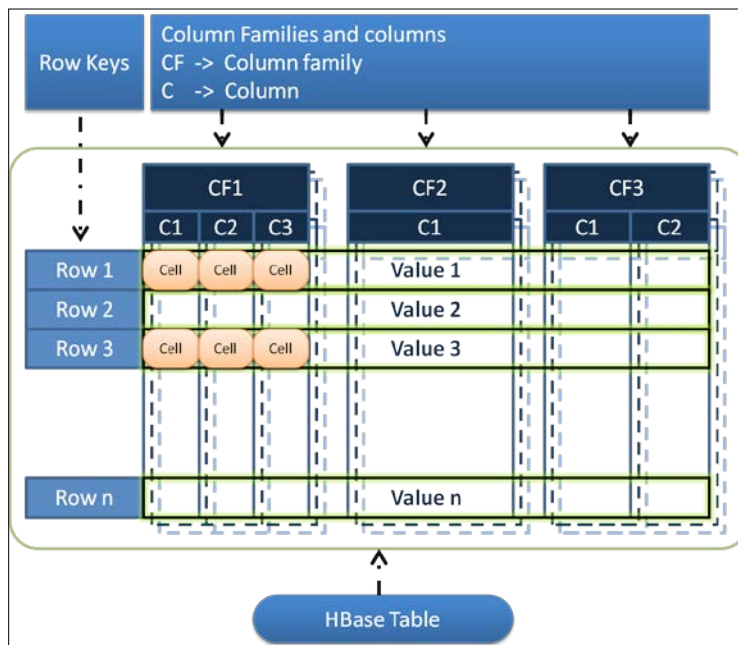 Row Keys
Column Families and columns
CF -> Column family
C -> Column
CF1 CF2 CF3
C1 C2 C3 C1 C1 C2
Row 1 Cell Cell Cell Value 1
Row 2 Value 2
Row 3 Cell Cell Cell Value 3
Row n Value n
HBase Table